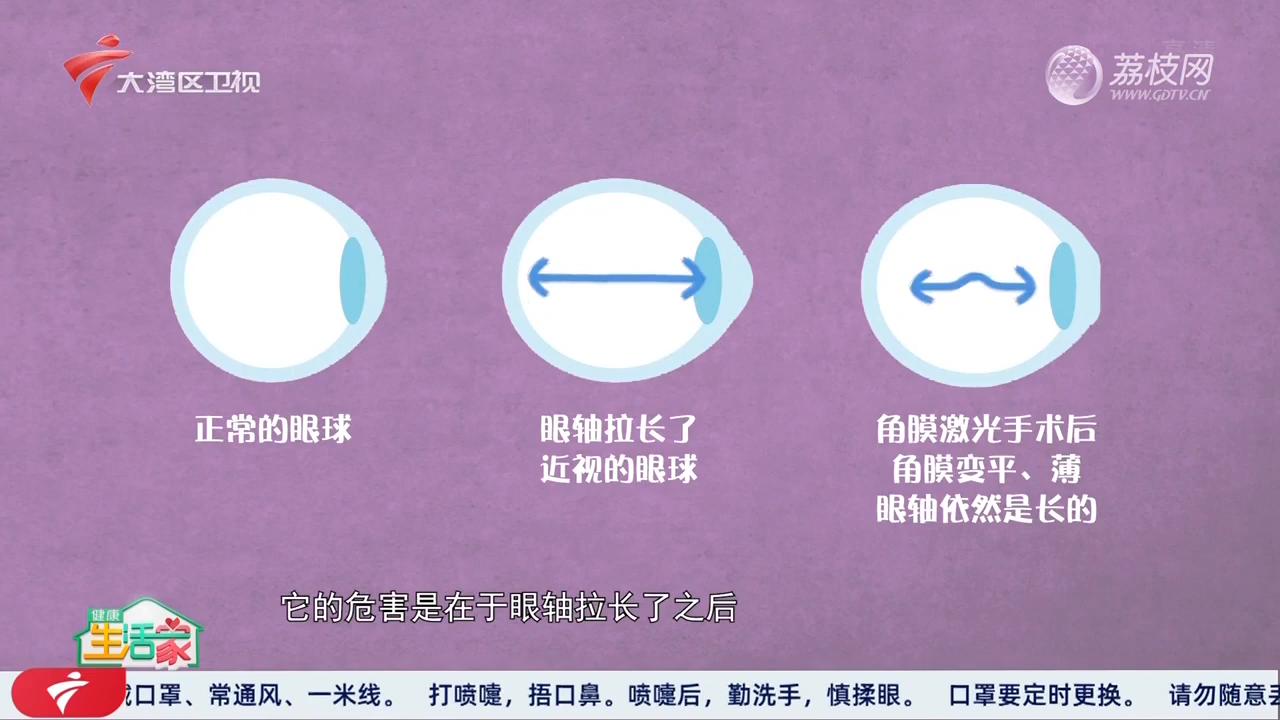 大湾区卫视
高清
荔枝网
WWW.GDTV.CN
正常的眼球
眼轴拉长了
近视的眼球
角膜激光手术后
角膜变平、薄
眼轴依然是长的
它的危害是在于眼轴拉长了之后
健康
生活家
口罩、常通风、一米线。 打喷嚏，捂口鼻。喷嚏后，勤洗手，慎揉眼。 口罩要定时更换。 请勿随意